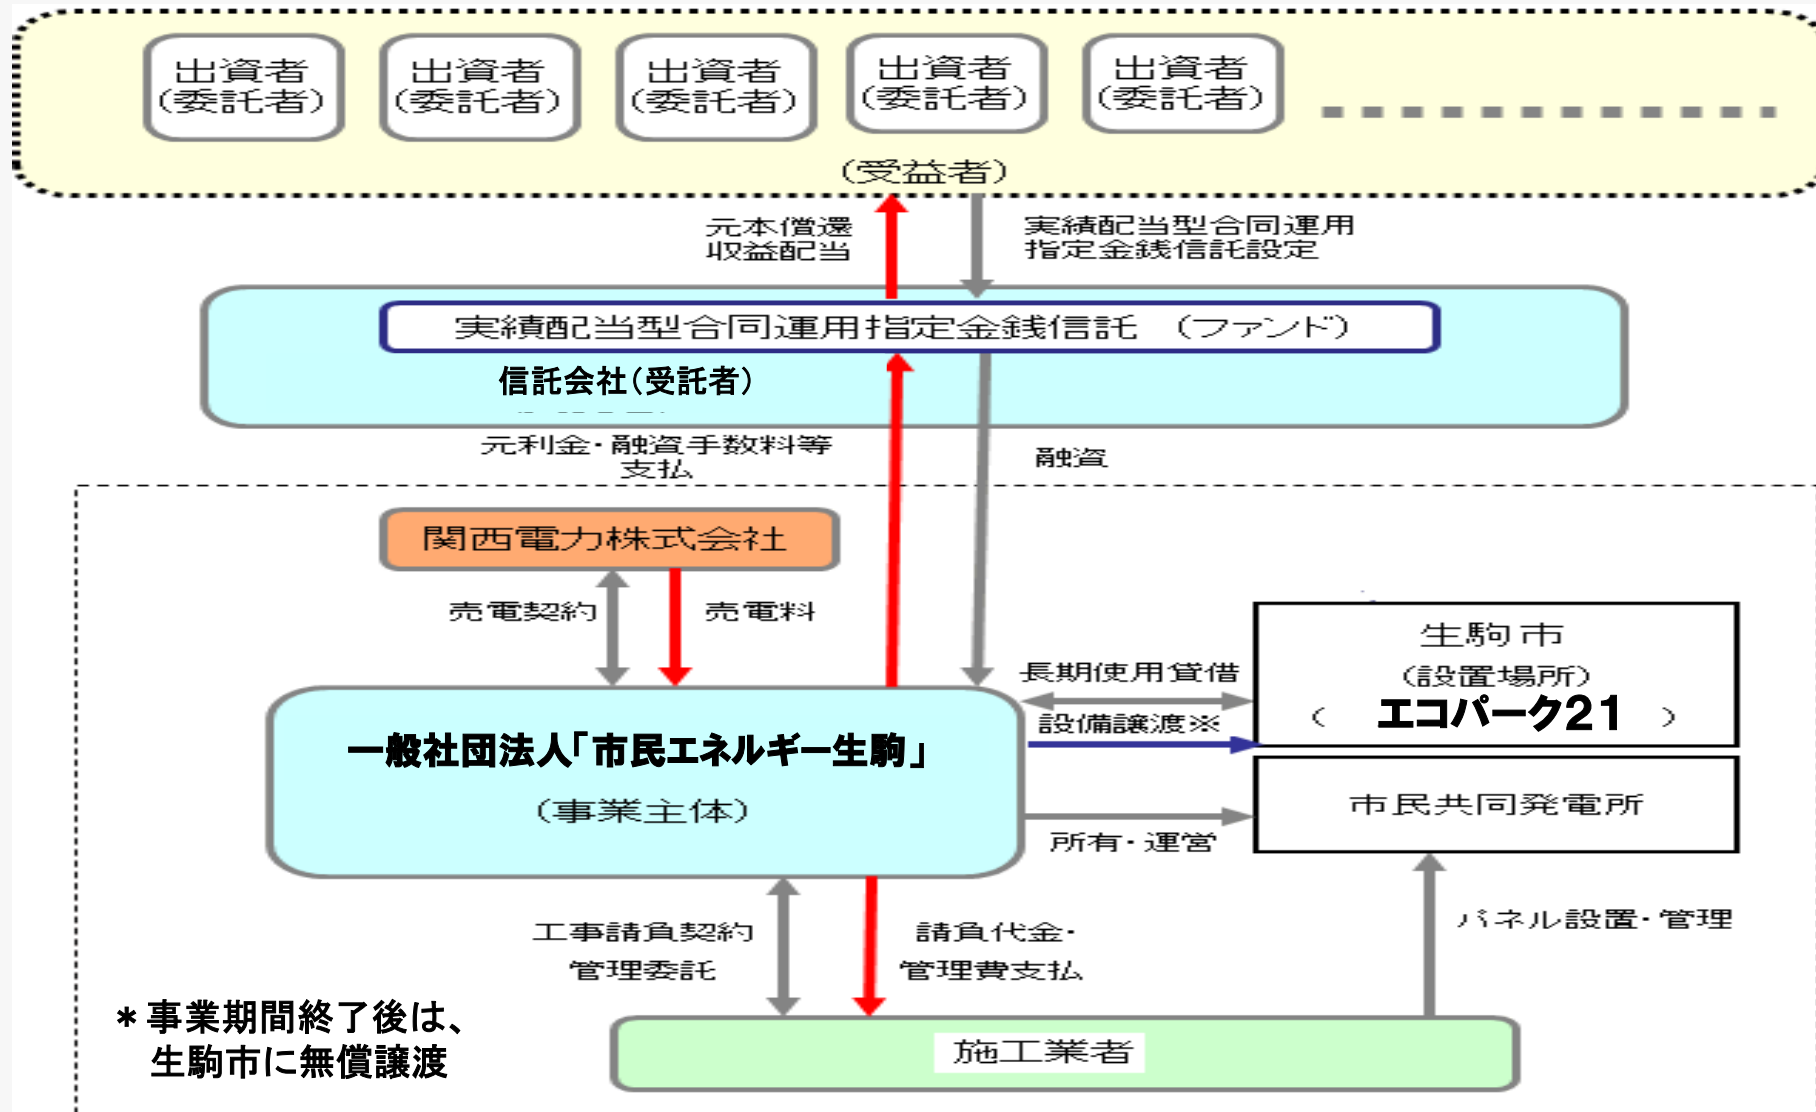 出資者
(委託者)
出資者
(委託者)
出資者
(委託者)
出資者
(委託者)
出資者
(委託者)
(受益者)
元本償還
収益配当
実績配当型合同運用
指定金銭信託設定
実績配当型合同運用指定金銭信託 (ファンド)
信託会社(受託者)
元利金・融資手数料等
支払
融資
関西電力株式会社
売電契約
売電料
生駒市
(設置場所)
( エコパーク21 )
長期使用貸借
設備譲渡※
一般社団法人「市民エネルギー生駒」
(事業主体)
市民共同発電所
所有・運営
工事請負契約
管理委託
請負代金・
管理費支払
パネル設置・管理
施工業者
*事業期間終了後は、
生駒市に無償譲渡